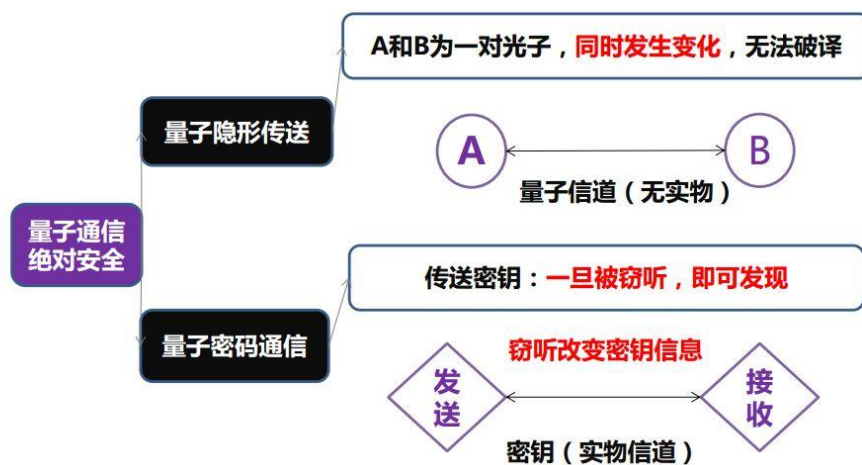 A和B为一对光子，同时发生变化，无法破译
量子隐形传送
A
B
量子信道（无实物）
量子通信
绝对安全
传送密钥：一旦被窃听，即可发现
量子密码通信
窃听改变密钥信息
发
送
接
收
密钥（实物信道）